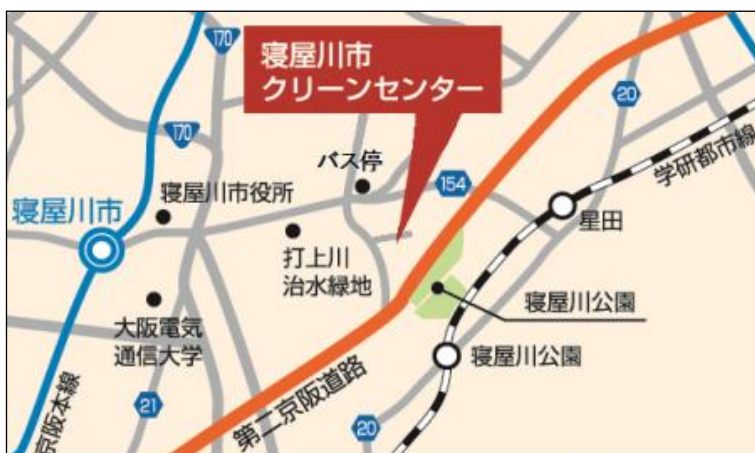 170
寝屋川市
クリーンセンター
20
170
バス停
154
学研都市線
寝屋川市役所
寝屋川市
星田
打上川
治水緑地
寝屋川公園
大阪電気
通信大学
寝屋川公園
第二京阪道路
21
京阪本線
20